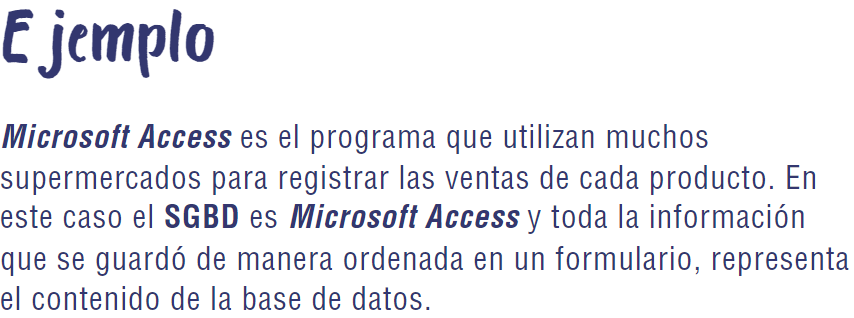 Ejemplo
Microsoft Access es el programa que utilizan muchos
supermercados para registrar las ventas de cada producto. En
este caso el SGBD es Microsoft Access y toda la información
que se guardó de manera ordenada en un formulario, representa
el contenido de la base de datos.